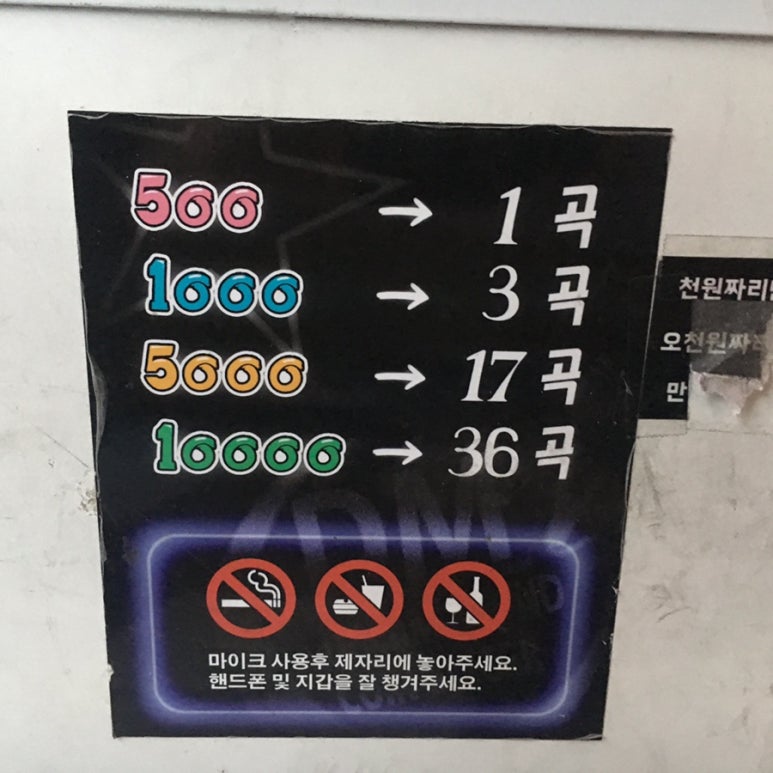 500 → 1 곡
1000 → 3 곡
5000 → 17 곡
10000 → 36 곡
마이크 사용후 제자리에 놓아주세요.
핸드폰 및 지갑을 잘 챙겨주세요.
천원짜리
오천원짜리
만